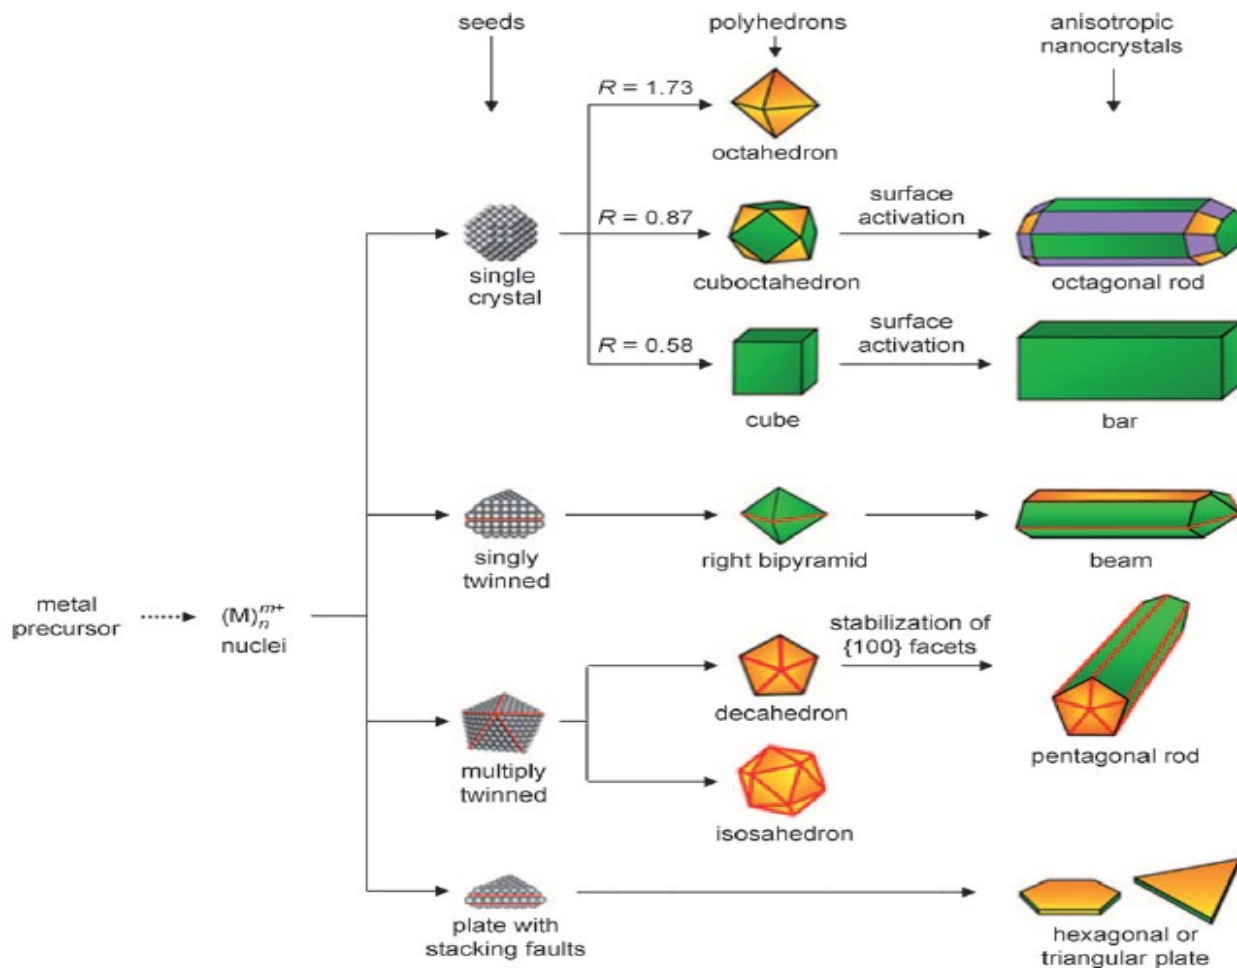 seeds
polyhedrons
anisotropic
nanocrystals
R = 1.73
octahedron
R = 0.87
surface
activation
single
crystal
cuboctahedron
octagonal rod
R = 0.58
surface
activation
cube
bar
singly
twinned
right bipyramid
beam
metal
precursor
(M)ₙᵐ⁺
nuclei
stabilization of
{100} facets
decahedron
pentagonal rod
multiply
twinned
isosahedron
plate with
stacking faults
hexagonal or
triangular plate